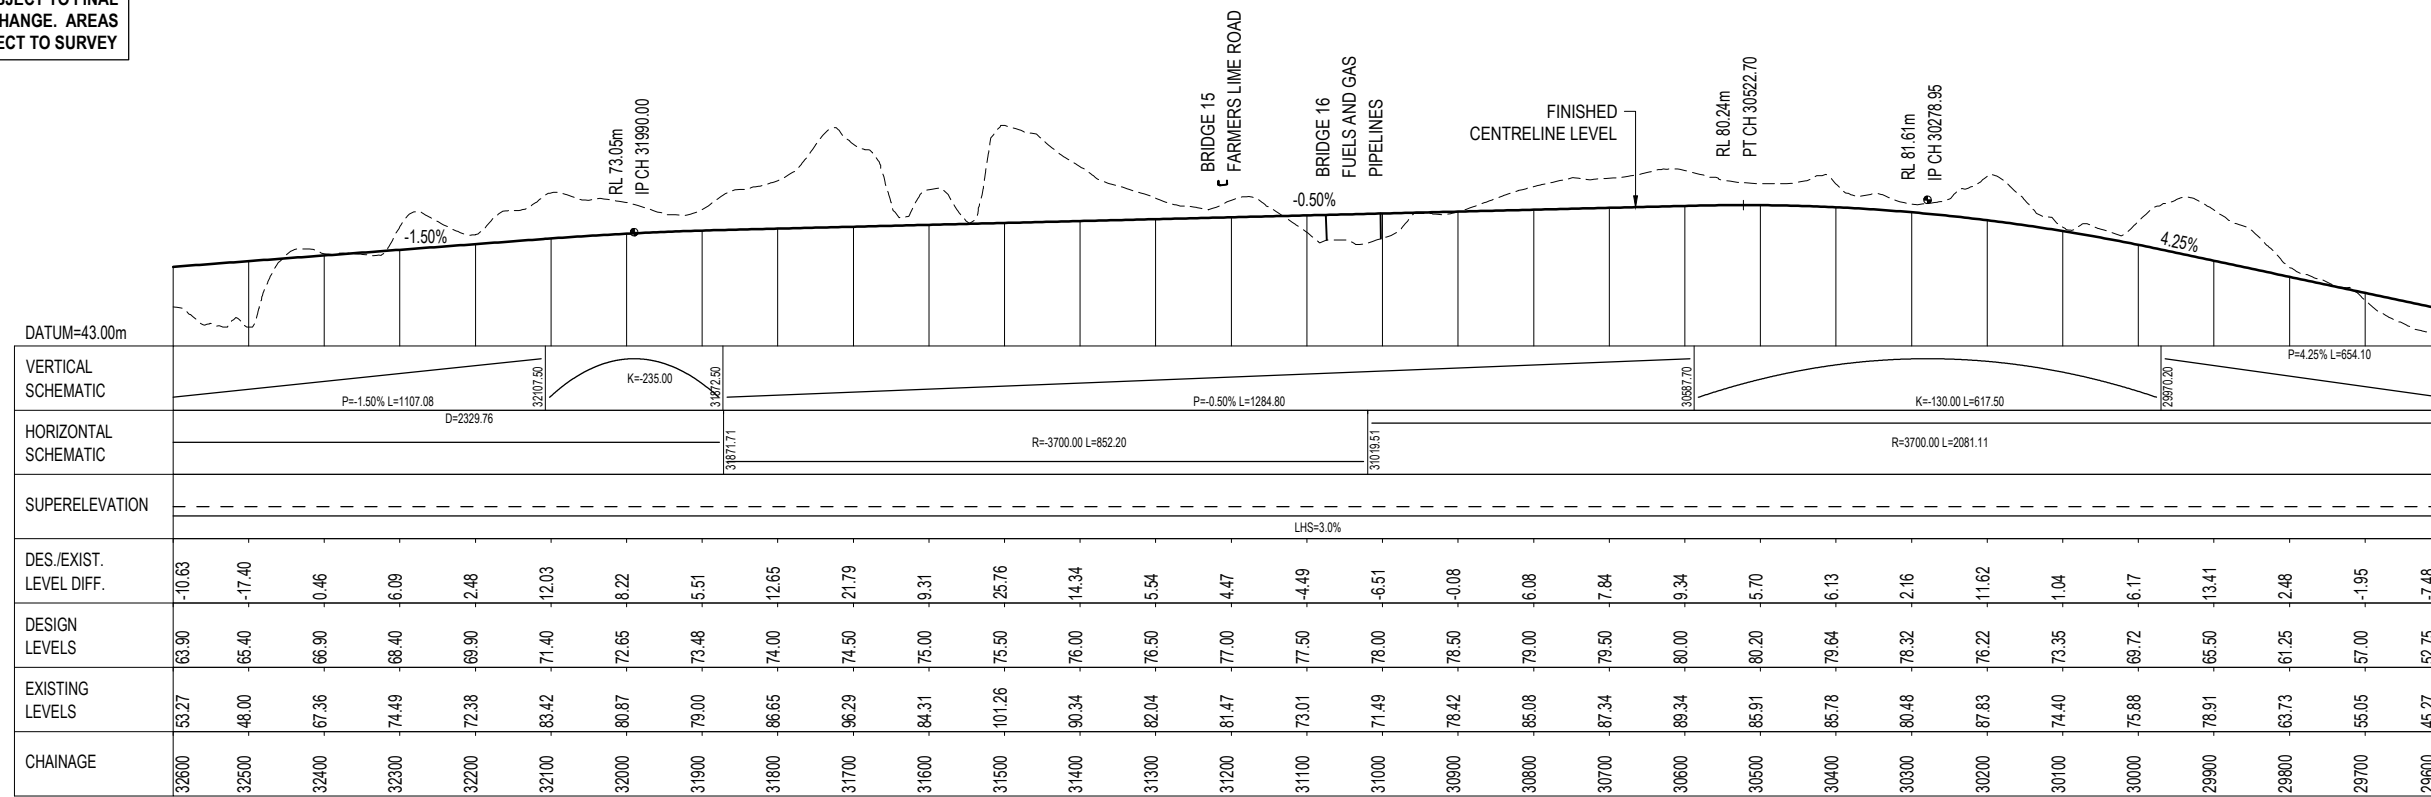 HANGE. AREAS
ECT TO SURVEY
BRIDGE 15
FARMERS LIME ROAD
BRIDGE 16
FUELS AND GAS
PIPELINES
FINISHED
CENTRELINE LEVEL
RL 80.24m
PT CH 30522.70
RL 81.61m
IP CH 30278.95
RL 73.05m
IP CH 31990.00
-1.50%
-0.50%
4.25%
DATUM=43.00m
VERTICAL
SCHEMATIC
P=-1.50% L=1107.08
32107.50
K=-235.00
31872.50
P=-0.50% L=1284.80
30587.70
K=-130.00 L=617.50
29970.20
P=4.25% L=654.10
HORIZONTAL
SCHEMATIC
D=2329.76
31871.71
R=-3700.00 L=852.20
31019.51
R=3700.00 L=2081.11
SUPERELEVATION
LHS=3.0%
DES./EXIST.
LEVEL DIFF.
-10.63 -17.40 0.46 6.09 2.48 12.03 8.22 5.51 12.65 21.79 9.31 25.76 14.34 5.54 4.47 -4.49 -6.51 -0.08 6.08 7.84 9.34 5.70 6.13 2.16 11.62 1.04 6.17 13.41 2.48 -1.95 -7.48
DESIGN
LEVELS
63.90 65.40 66.90 68.40 69.90 71.40 72.65 73.48 74.00 74.50 75.00 75.50 76.00 76.50 77.00 77.50 78.00 78.50 79.00 79.50 80.00 80.20 79.64 78.32 76.22 73.35 69.72 65.50 61.25 57.00 52.75
EXISTING
LEVELS
53.27 48.00 67.36 74.49 72.38 83.42 80.87 79.00 86.65 96.29 84.31 101.26 90.34 82.04 81.47 73.01 71.49 78.42 85.08 87.34 89.34 85.91 85.78 80.48 87.83 74.40 75.88 78.91 63.73 55.05 45.27
CHAINAGE
32600 32500 32400 32300 32200 32100 32000 31900 31800 31700 31600 31500 31400 31300 31200 31100 31000 30900 30800 30700 30600 30500 30400 30300 30200 30100 30000 29900 29800 29700 29600